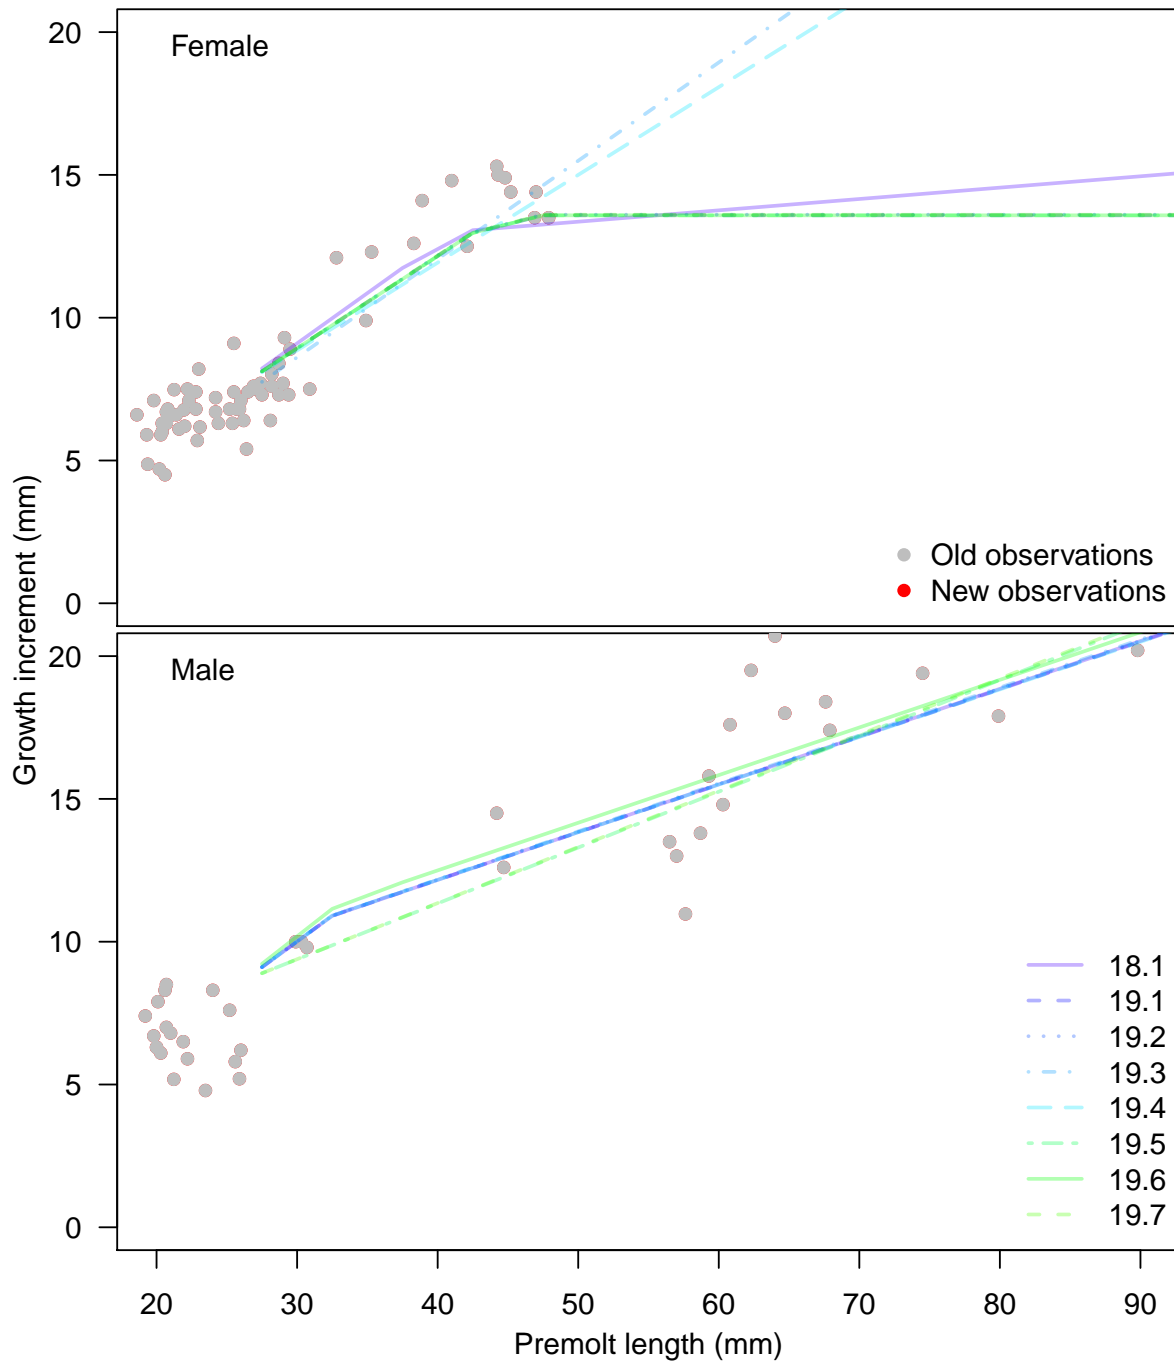 Female
20
15
10
5
0
Old observations
New observations
Growth increment (mm)
Male
20
15
10
5
0
18.1
19.1
19.2
19.3
19.4
19.5
19.6
19.7
20 30 40 50 60 70 80 90
Premolt length (mm)